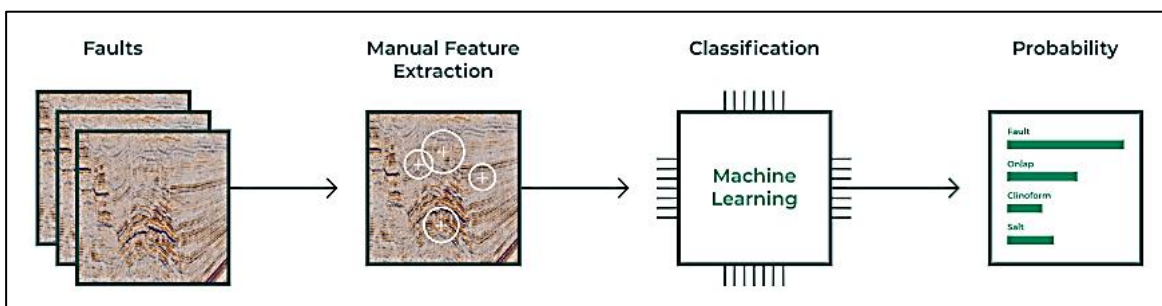 Faults
Manual Feature
Extraction
Classification
Probability
Machine
Learning
Fault
Onlap
Clinoform
Salt